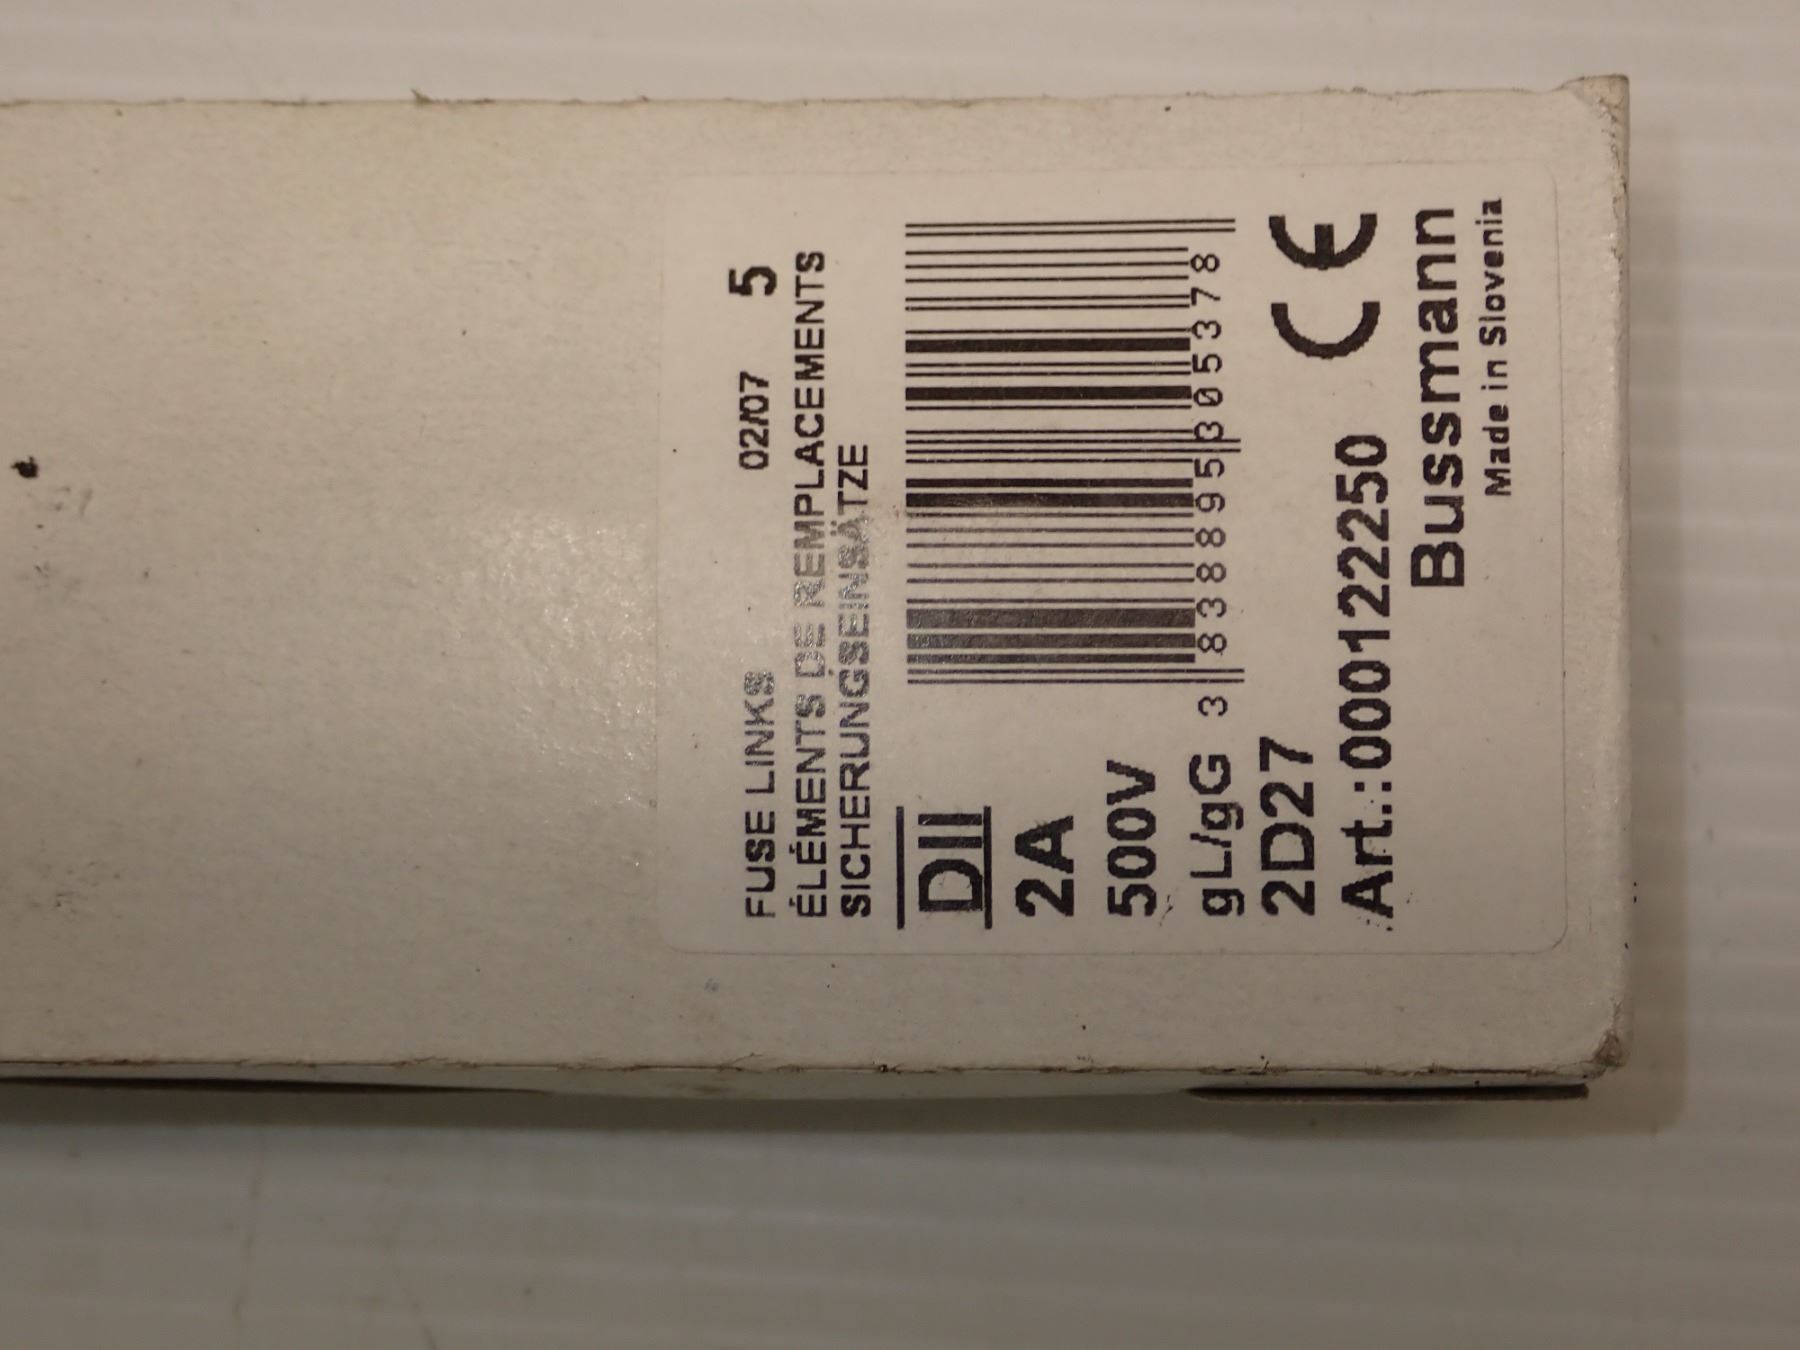 FUSE LINKS 02/07 5
ÉLÉMENTS DE REMPLACEMENTS
SICHERUNGSEINSÄTZE
DII
2A
500V
gL/gG
3 838895 305378
2D27
Art.:000122250 CE
Bussmann
Made in Slovenia